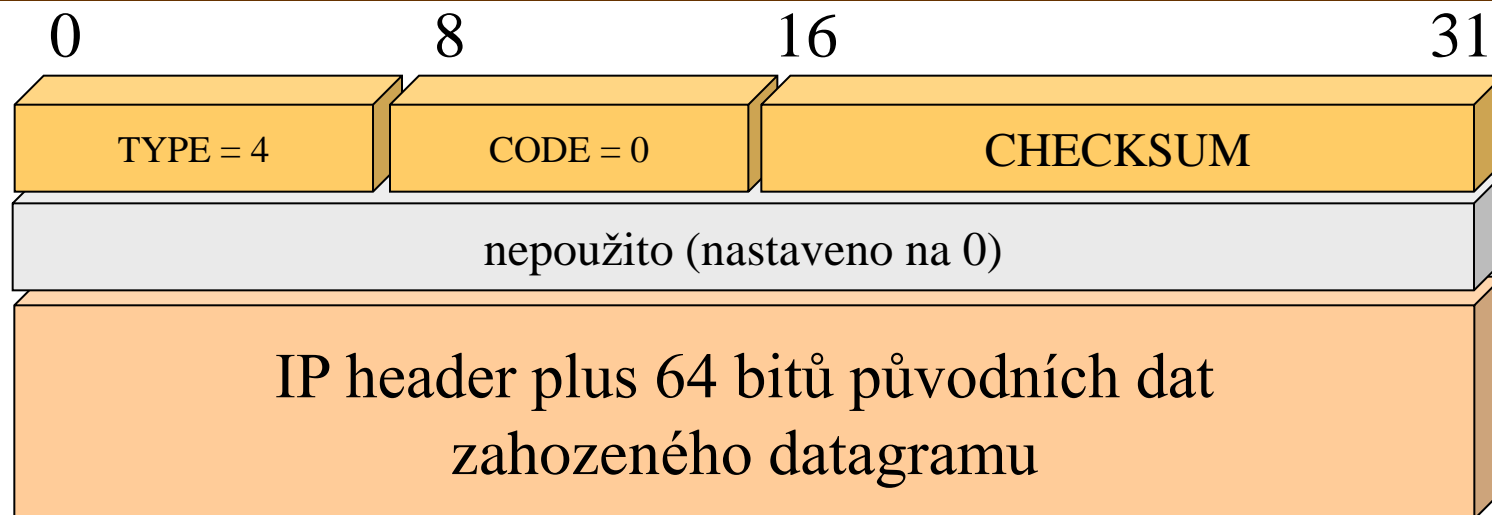 0 8 16 31
TYPE = 4 CODE = 0 CHECKSUM
nepoužito (nastaveno na 0)
IP header plus 64 bitů původních dat
zahozeného datagramu